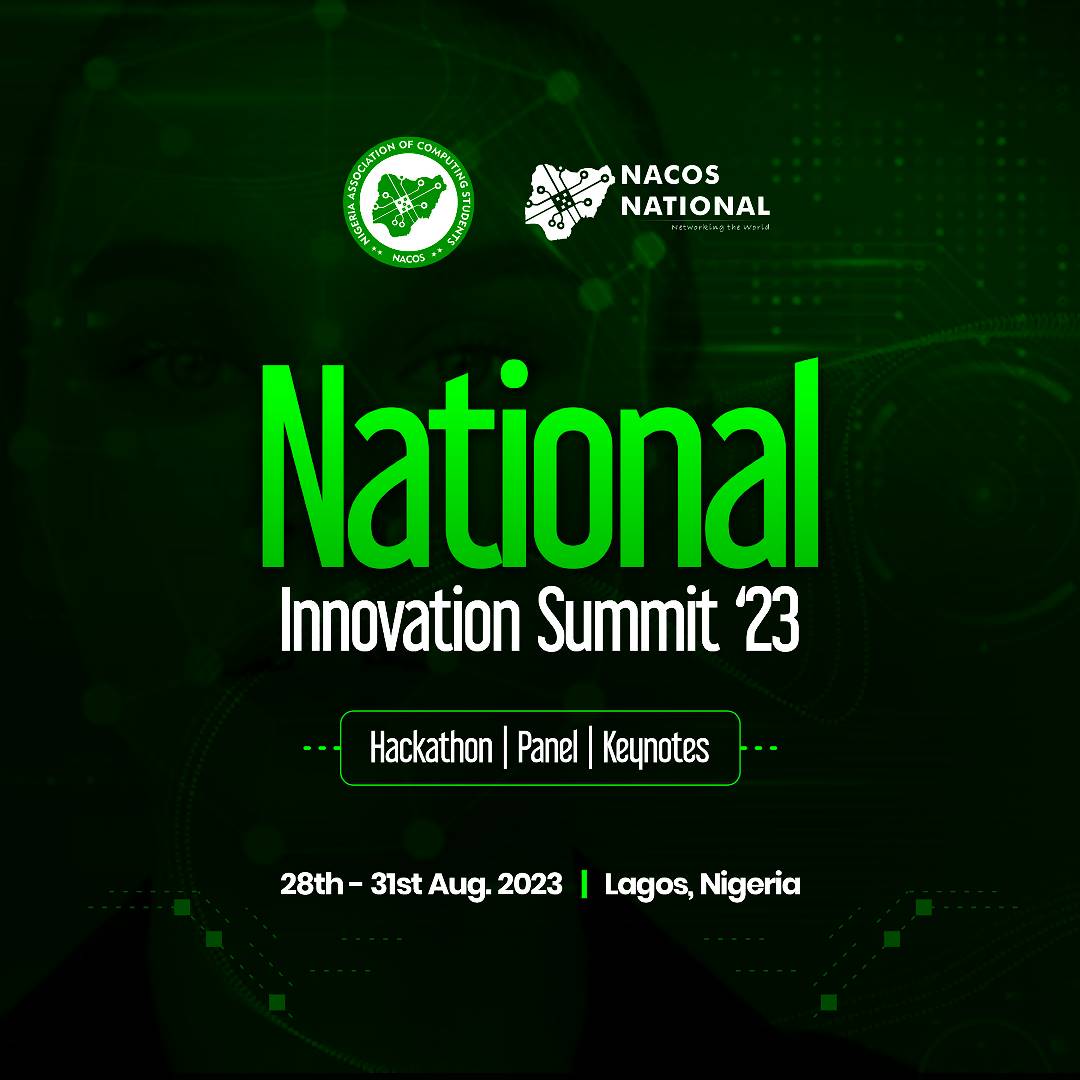 NIGERIA ASSOCIATION OF COMPUTING STUDENTS
NACOS
NACOS
NATIONAL
Networking the World
National
Innovation Summit ‘23
Hackathon | Panel | Keynotes
28th - 31st Aug. 2023 | Lagos, Nigeria